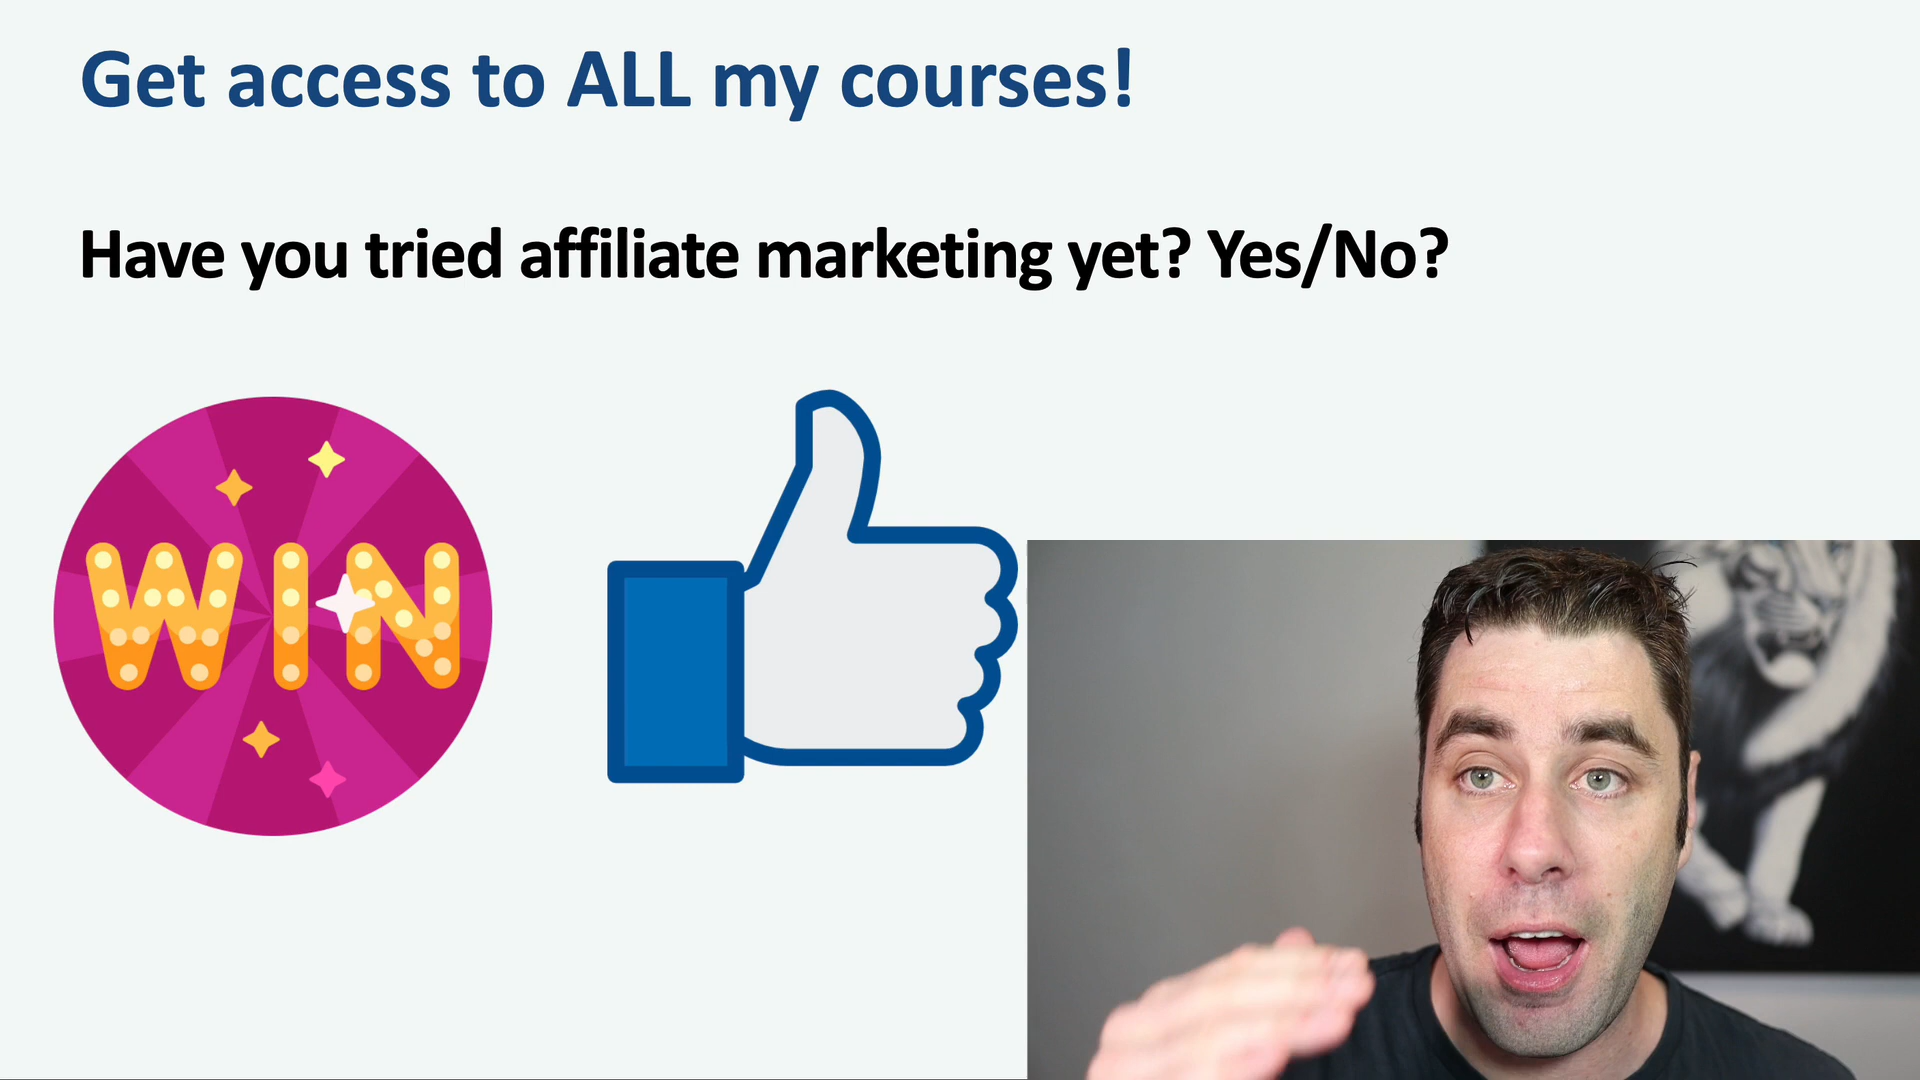 Get access to ALL my courses!
Have you tried affiliate marketing yet? Yes/No?
WIN